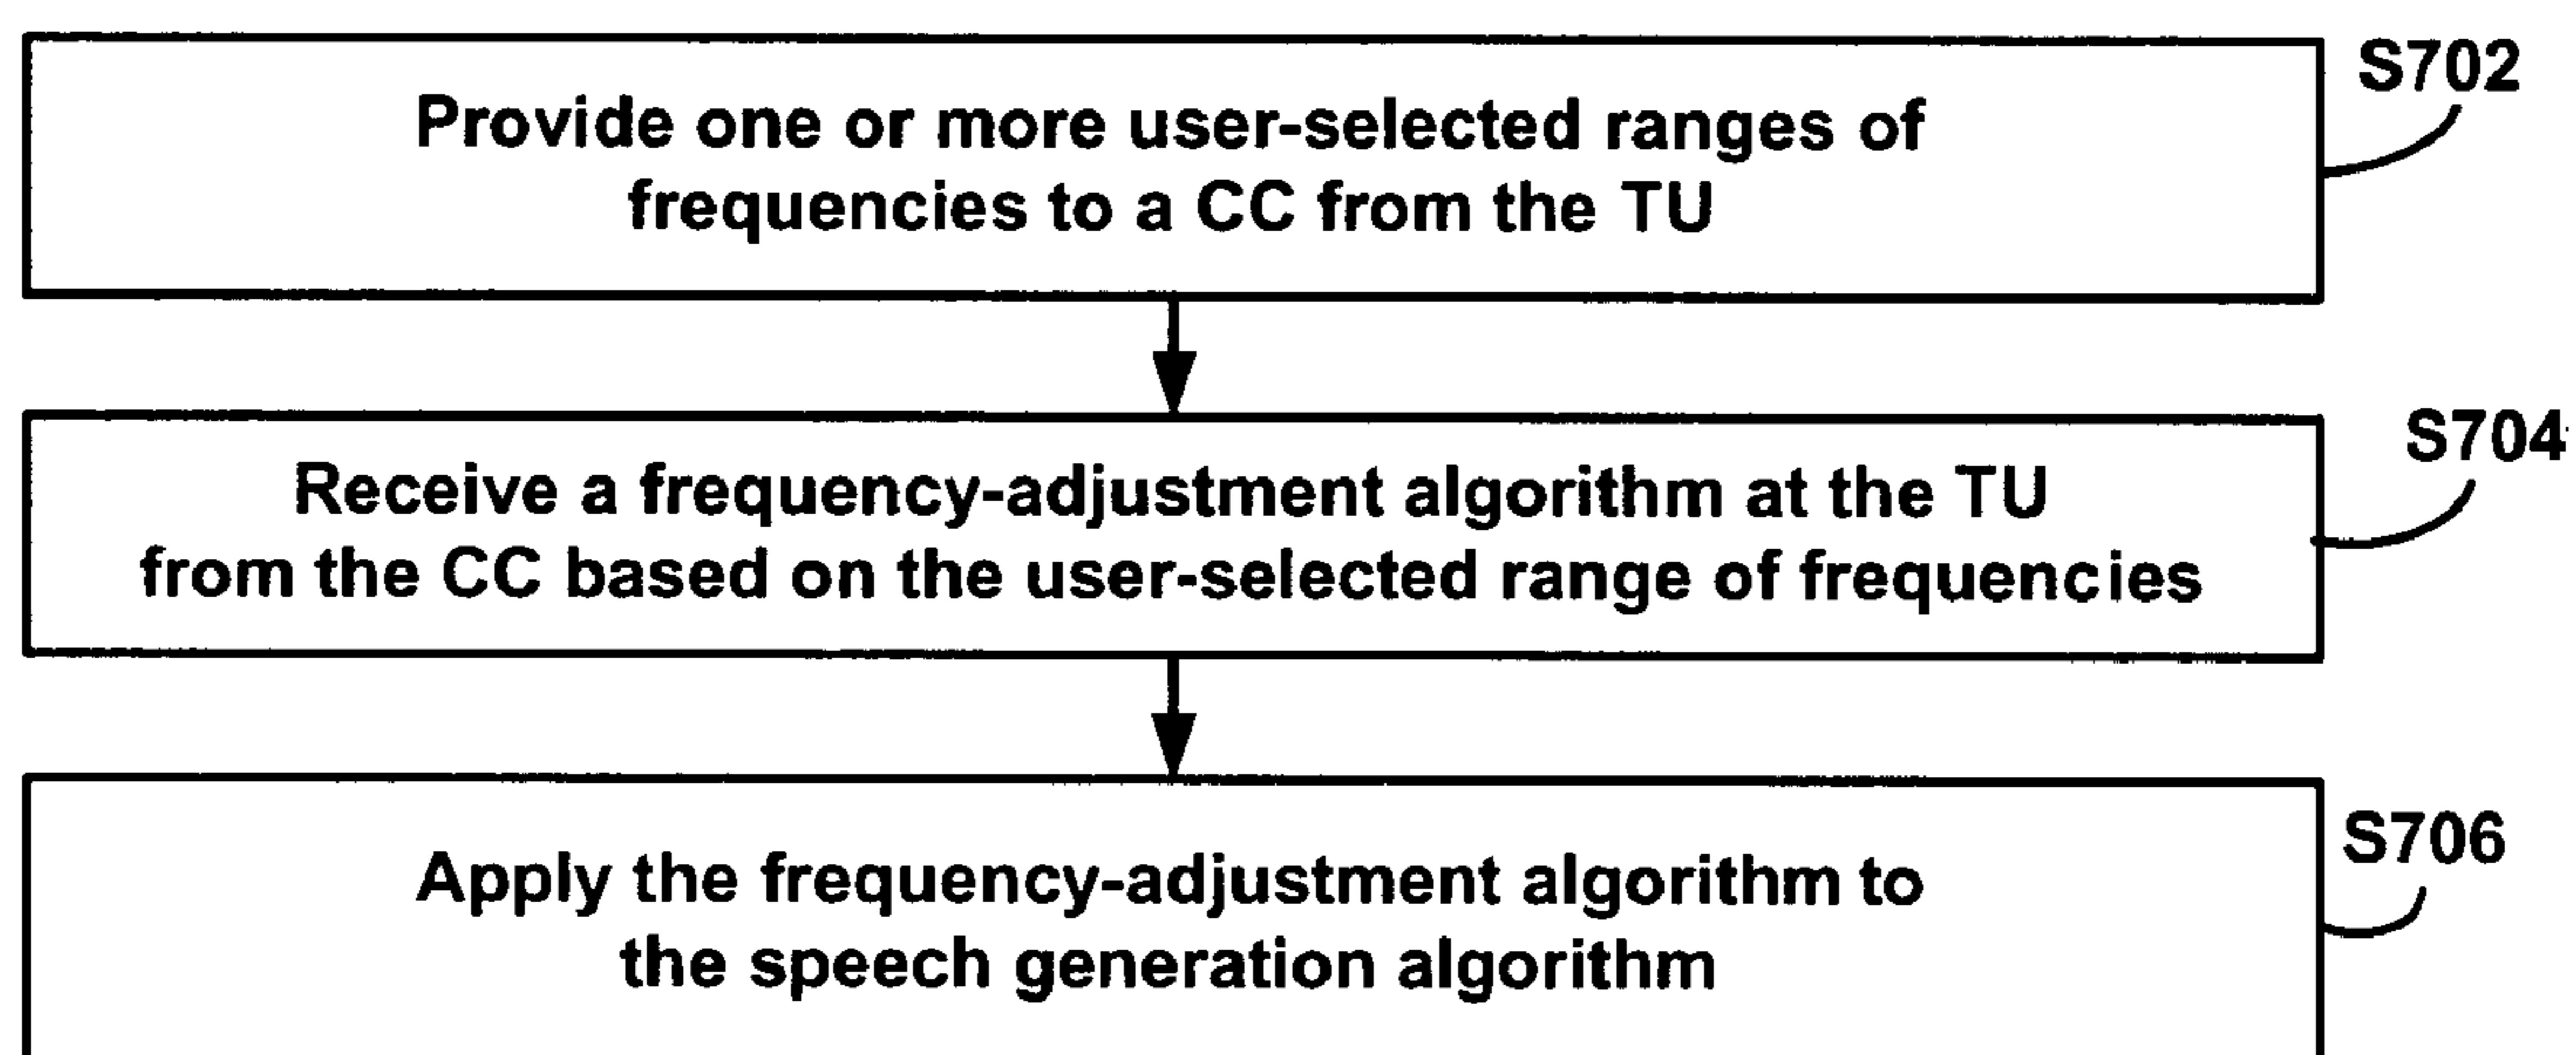 S702
Provide one or more user-selected ranges of
frequencies to a CC from the TU
S704
Receive a frequency-adjustment algorithm at the TU
from the CC based on the user-selected range of frequencies
S706
Apply the frequency-adjustment algorithm to
the speech generation algorithm